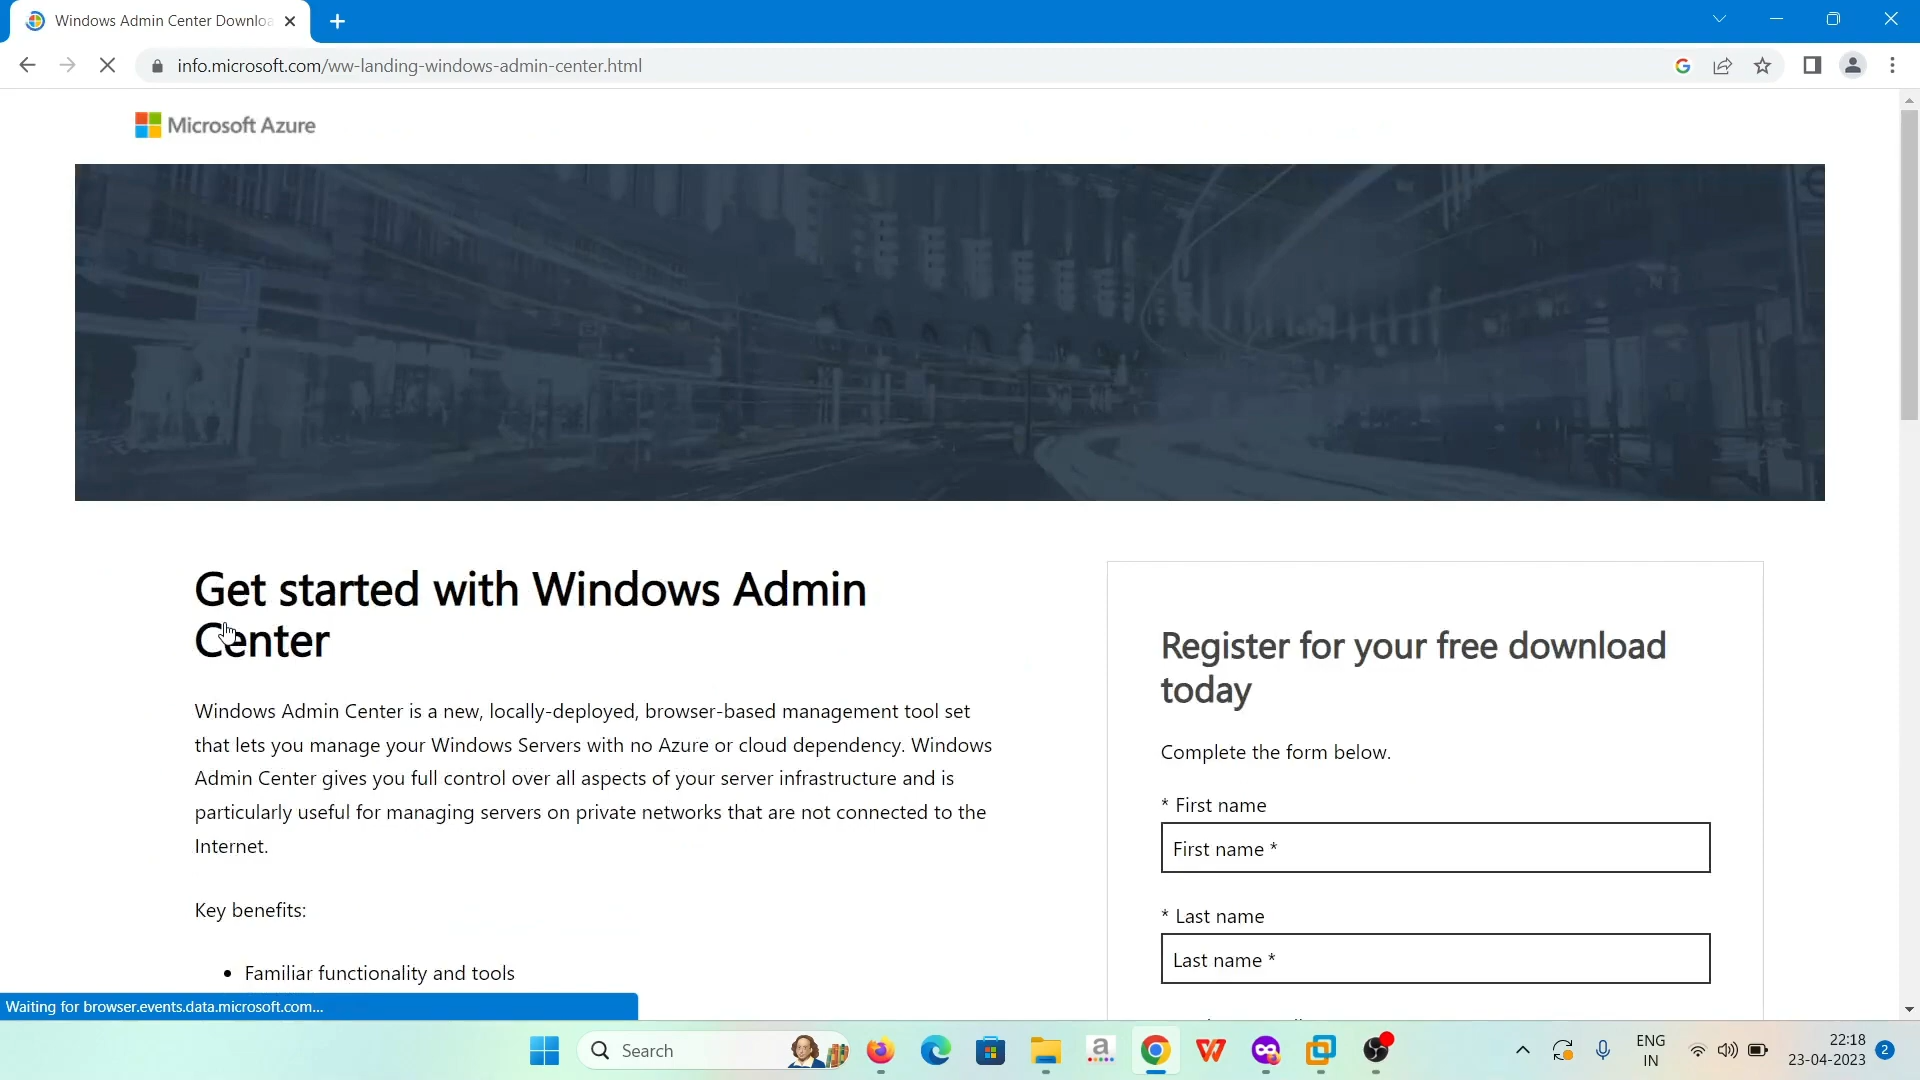 Windows Admin Center Downlo
info.microsoft.com/ww-landing-windows-admin-center.html
Microsoft Azure
Get started with Windows Admin
Center
Windows Admin Center is a new, locally-deployed, browser-based management tool set
that lets you manage your Windows Servers with no Azure or cloud dependency. Windows
Admin Center gives you full control over all aspects of your server infrastructure and is
particularly useful for managing servers on private networks that are not connected to the
Internet.
Key benefits:
• Familiar functionality and tools
Register for your free download
today
Complete the form below.
* First name
First name *
* Last name
Last name *
Waiting for browser.events.data.microsoft.com...
Search
ENG
IN
22:18
23-04-2023
2